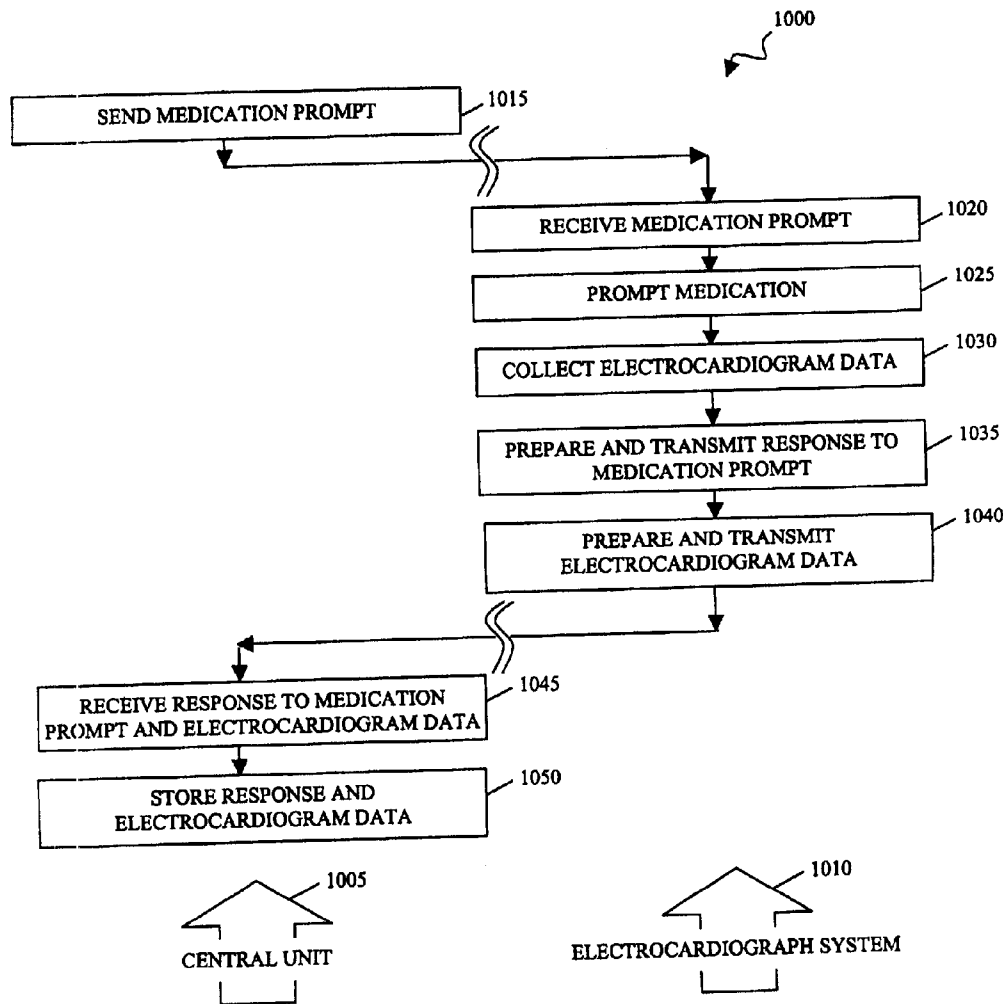 1000
SEND MEDICATION PROMPT
1015
RECEIVE MEDICATION PROMPT
1020
PROMPT MEDICATION
1025
COLLECT ELECTROCARDIOGRAM DATA
1030
PREPARE AND TRANSMIT RESPONSE TO
MEDICATION PROMPT
1035
PREPARE AND TRANSMIT
ELECTROCARDIOGRAM DATA
1040
RECEIVE RESPONSE TO MEDICATION
PROMPT AND ELECTROCARDIOGRAM DATA
1045
STORE RESPONSE AND
ELECTROCARDIOGRAM DATA
1050
1005
CENTRAL UNIT
1010
ELECTROCARDIOGRAPH SYSTEM